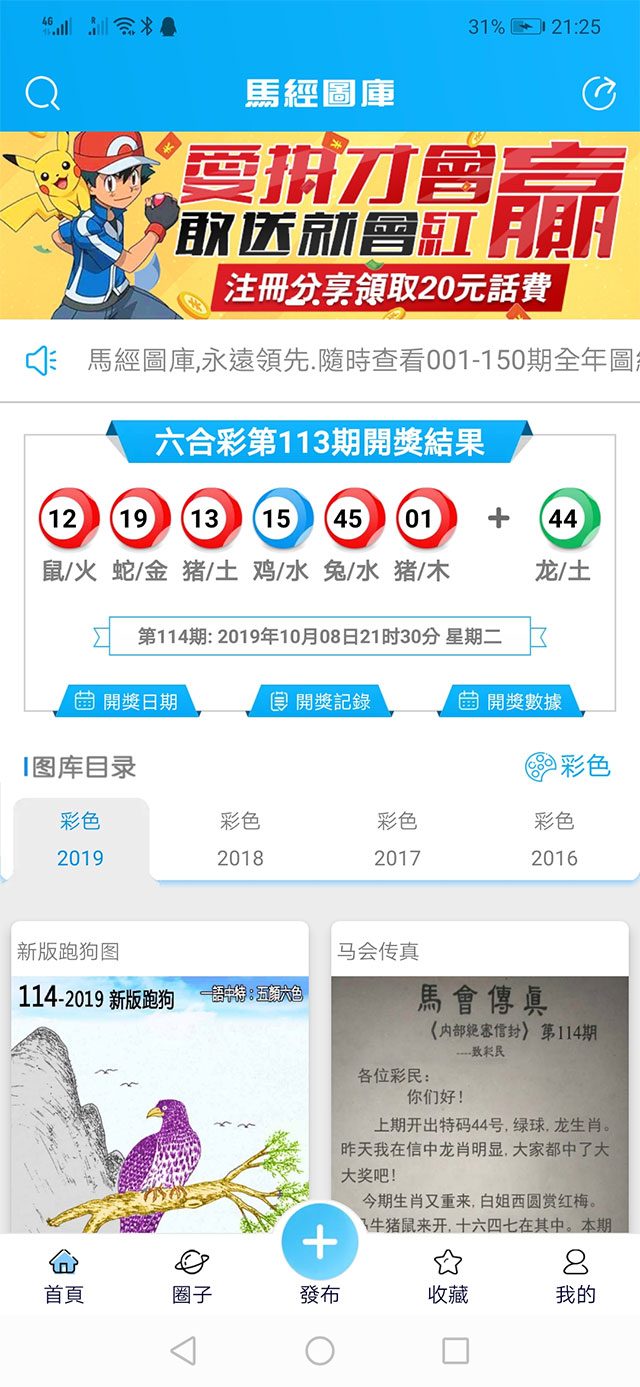 4G
R
31%
21:25
馬經圖庫
愛拚才會贏
敢送就會紅
注冊分享領取20元話費
馬經圖庫,永遠領先.隨時查看001-150期全年圖
六合彩第113期開獎結果
12 19 13 15 45 01 + 44
鼠/火 蛇/金 猪/土 鸡/水 兔/水 猪/木 龙/土
第114期: 2019年10月08日21时30分 星期二
開獎日期 開獎記錄 開獎數據
图库目录
彩色
彩色 彩色 彩色 彩色
2019 2018 2017 2016
新版跑狗图
114-2019 新版跑狗
一語中特：五顏六色
马会传真
馬會傳眞
《内部絕密信封》第114期
----致彩民
各位彩民：
你们好！
上期开出特码44号, 绿球, 龙生肖。
昨天我在信中龙肖明显, 大家都中了大
大奖吧！
今期生肖又重来, 白姐西圆赏红梅。
牛猪鼠来开, 十六四七在其中。本期
首頁 圈子 發布 收藏 我的